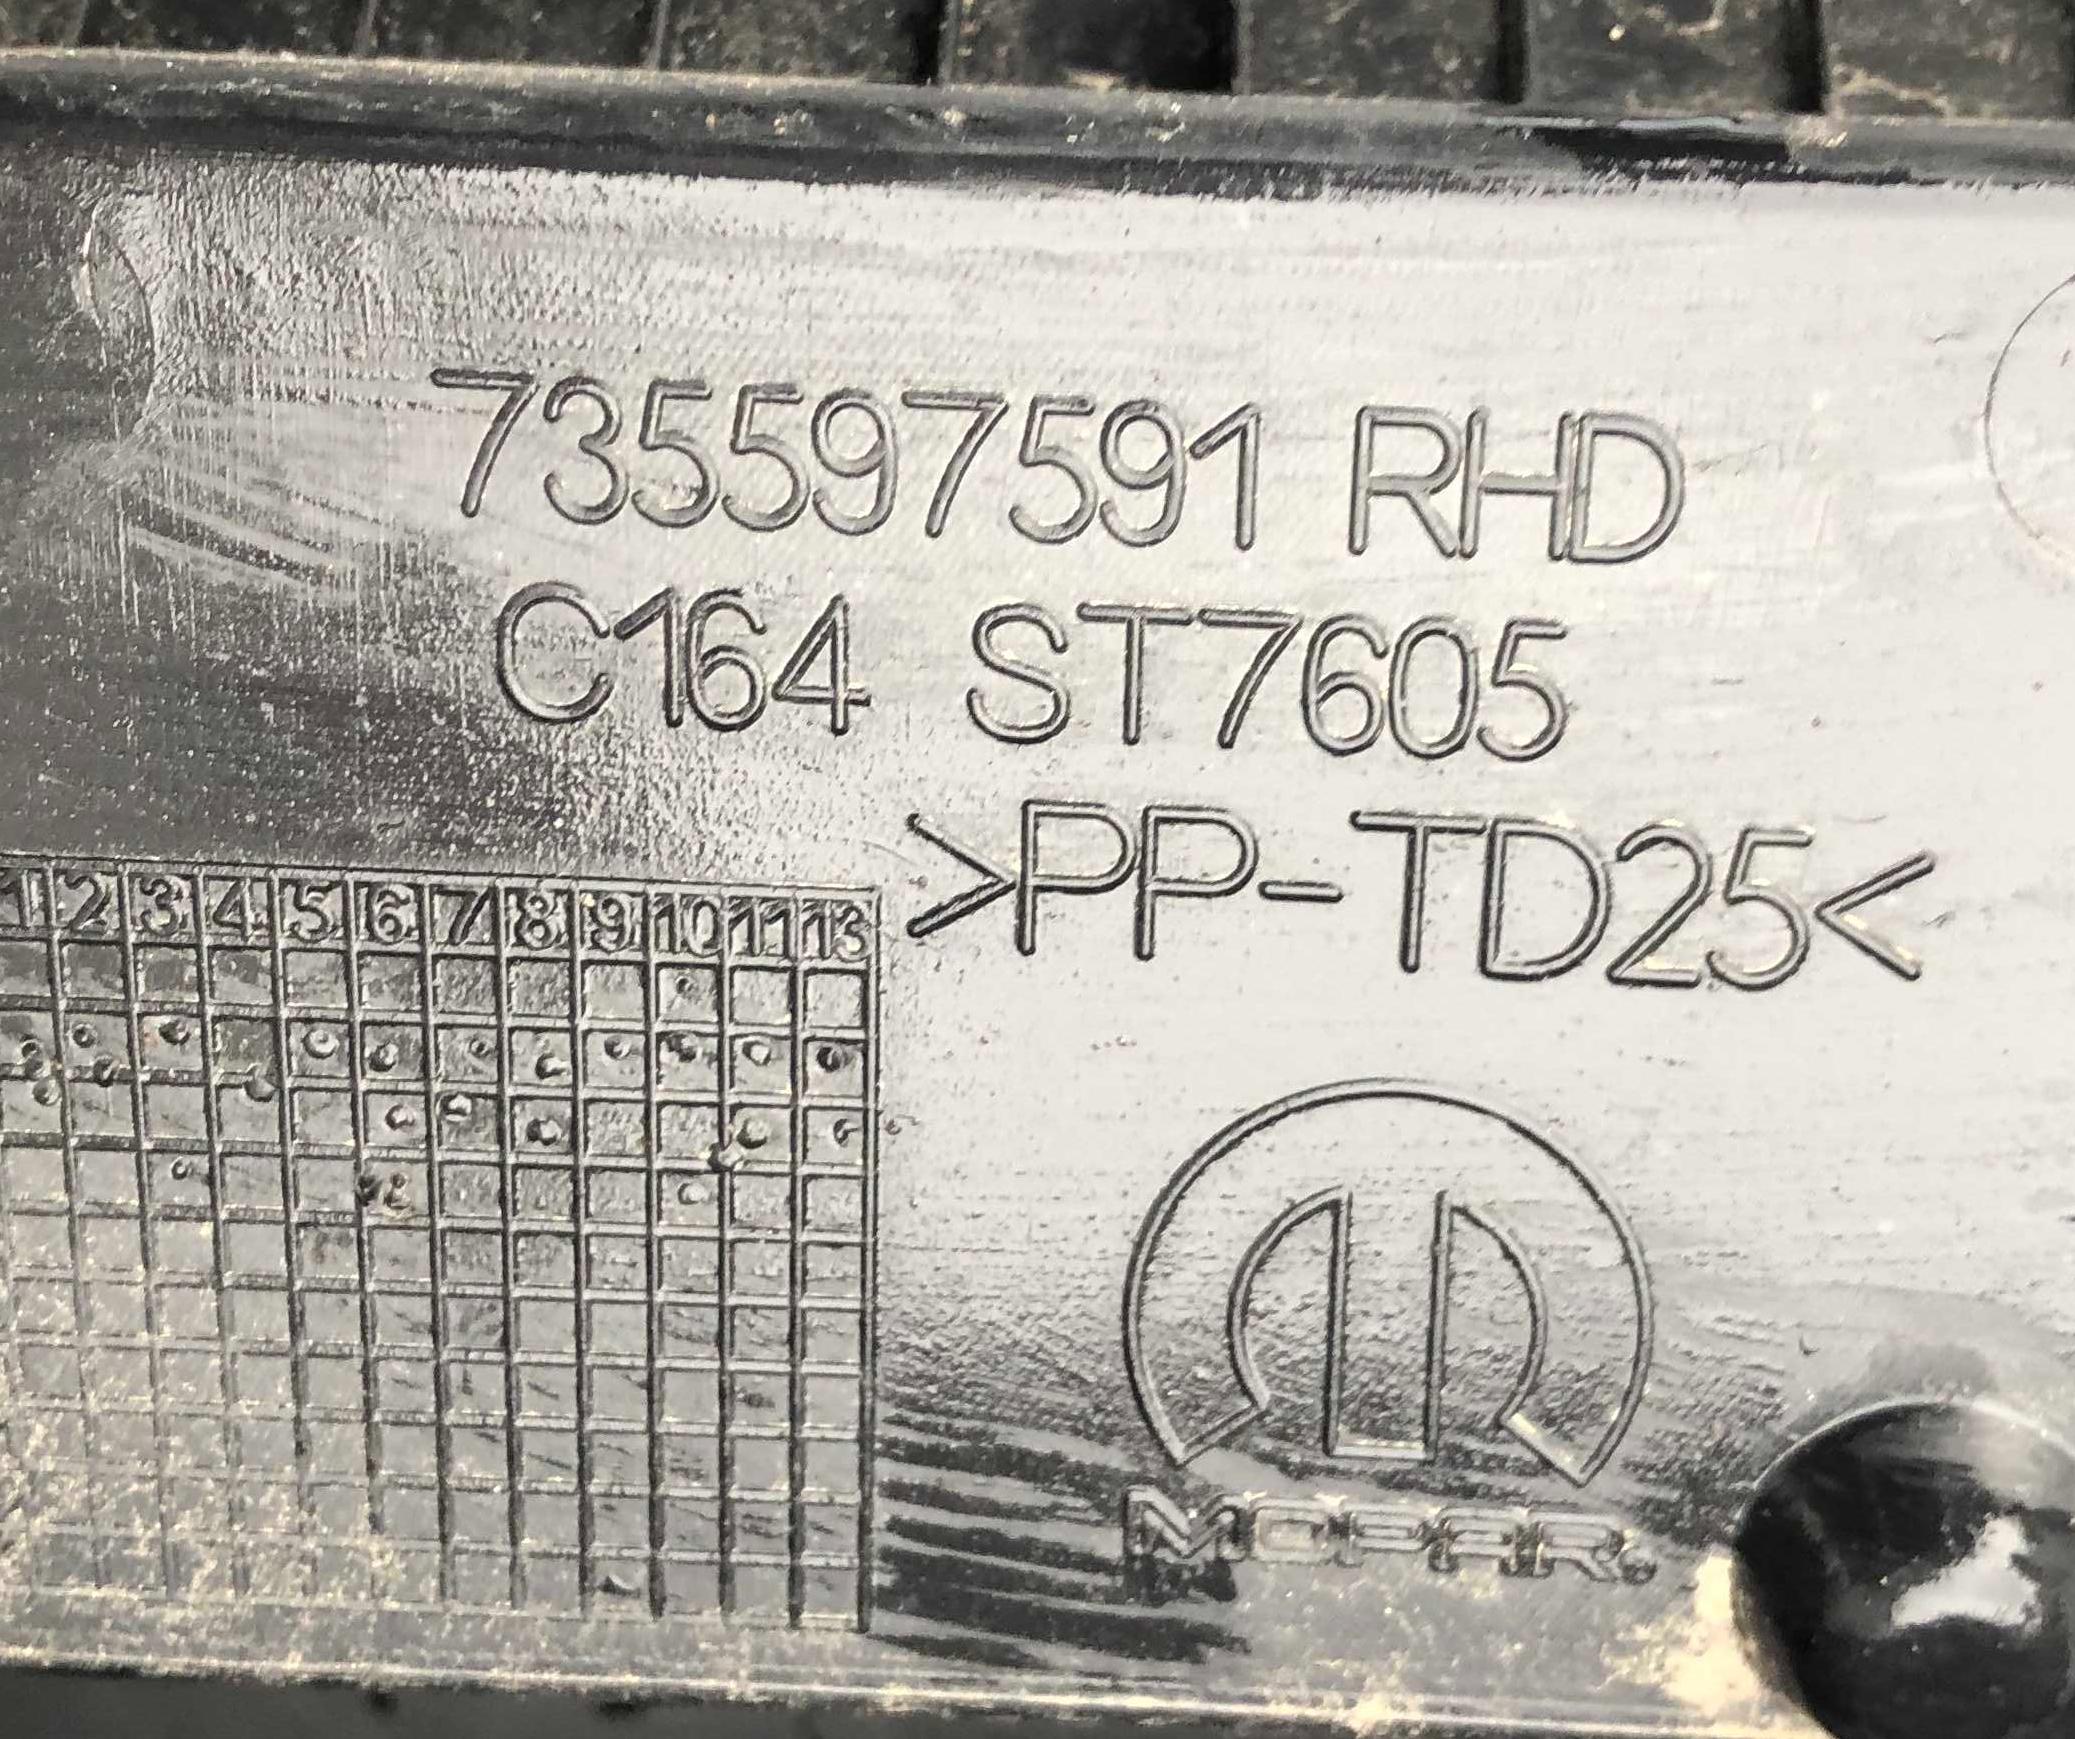 735597591 RHD
C164 ST7605
>PP-TD25<
1 2 3 4 5 6 7 8 9 10 11 13
MOPAR.